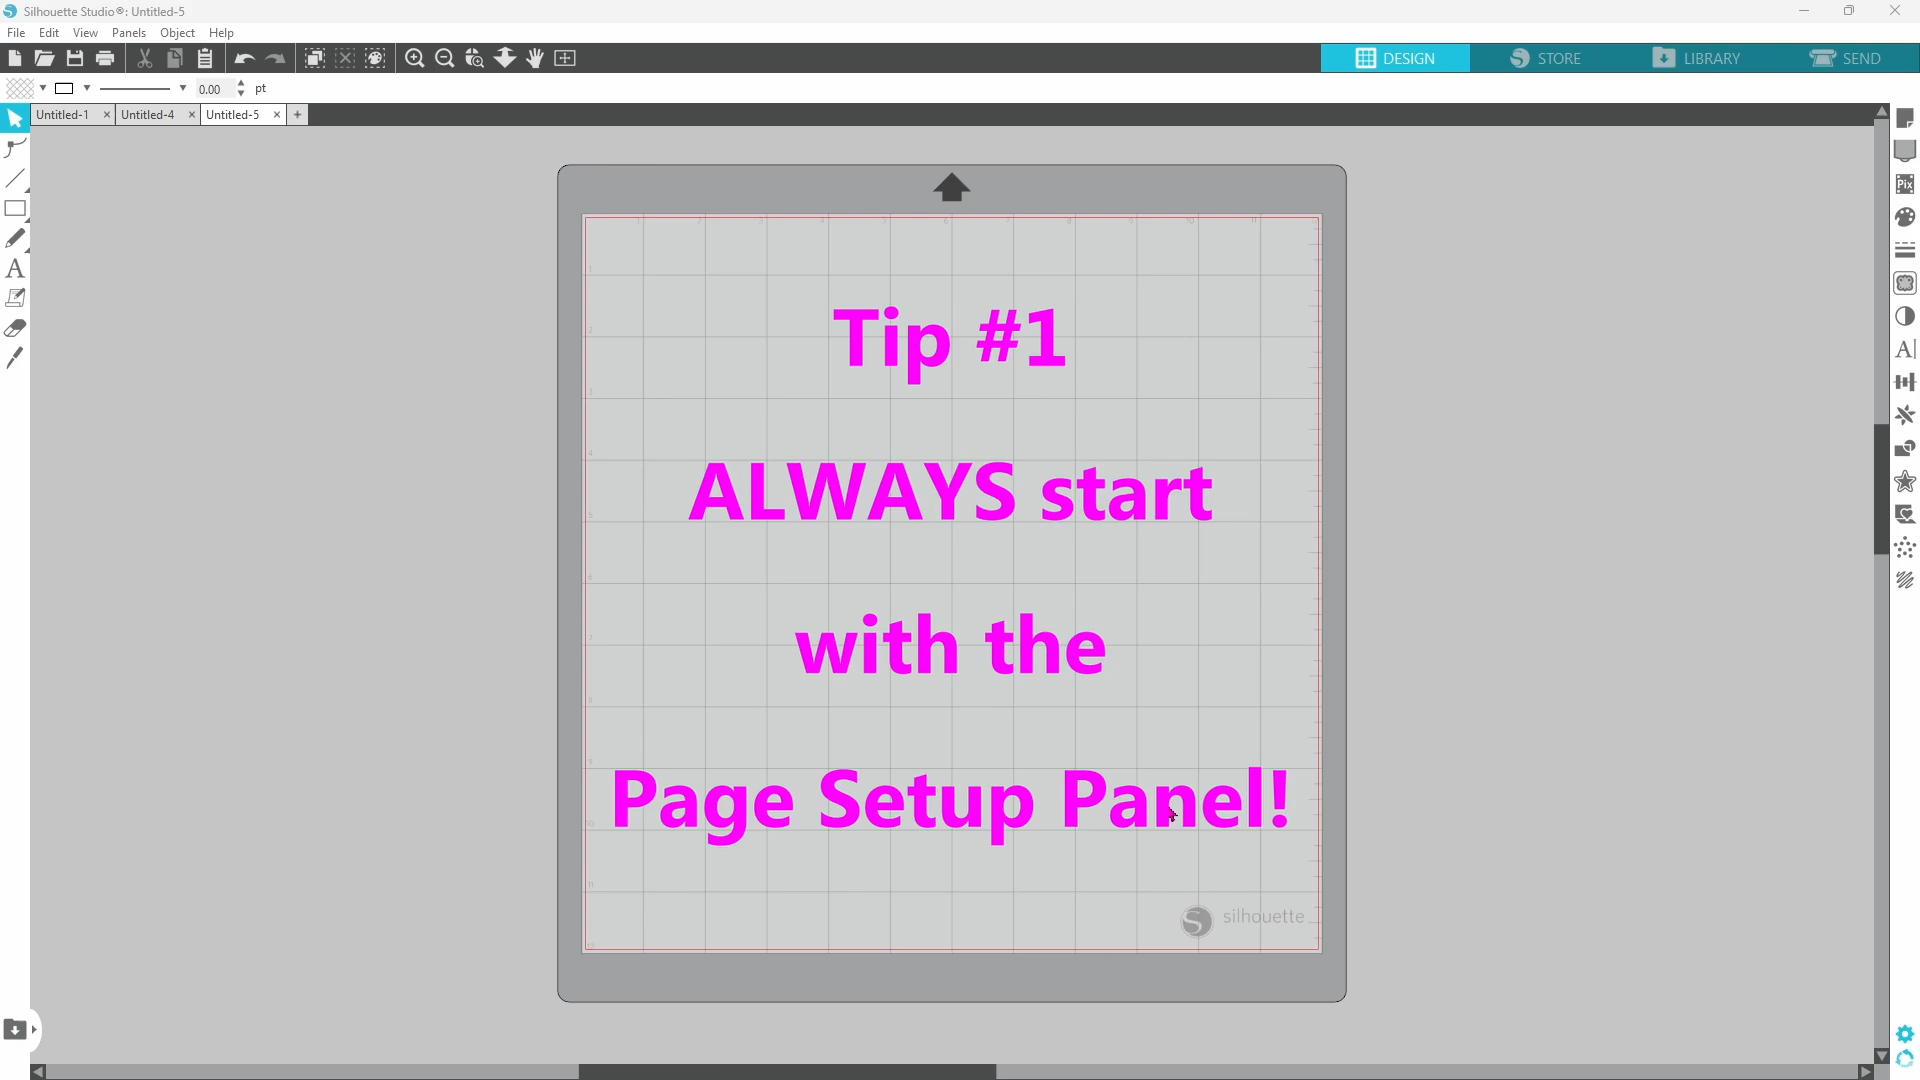 Silhouette Studio®: Untitled-5
File Edit View Panels Object Help
DESIGN STORE LIBRARY SEND
0.00 pt
Untitled-1 Untitled-4 Untitled-5
Pix
Tip #1
ALWAYS start
with the
Page Setup Panel!
silhouette